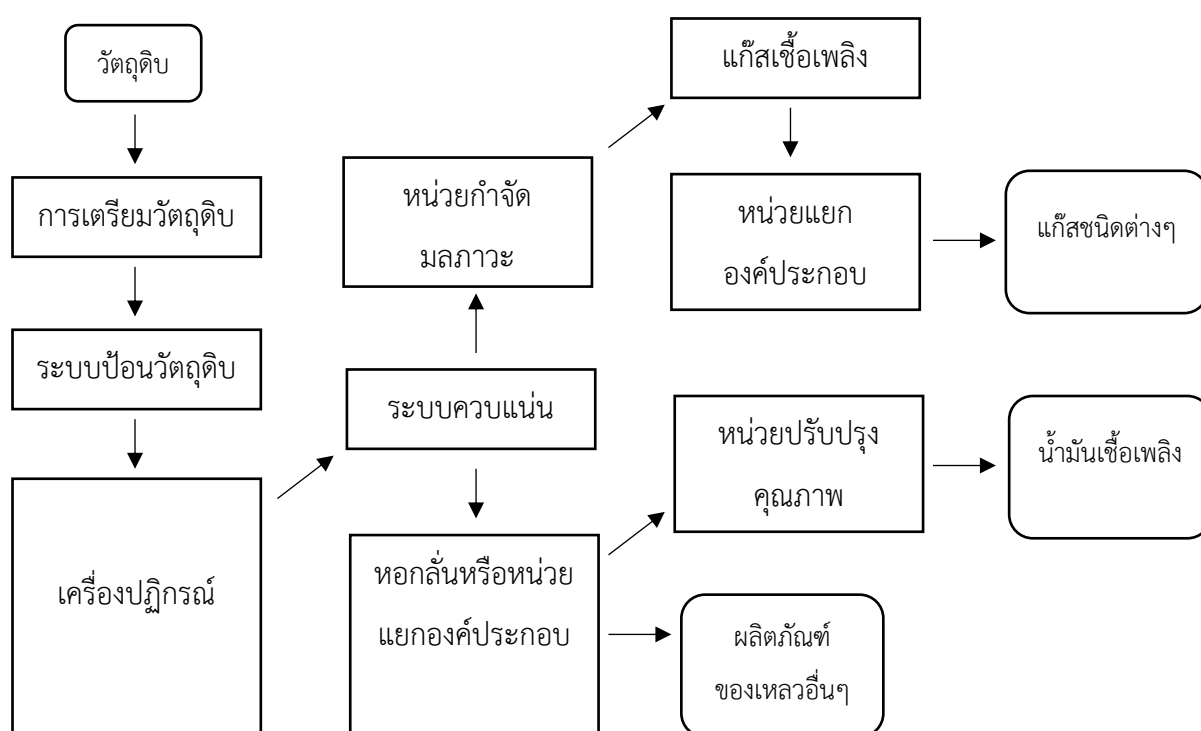 วัตถุดิบ
การเตรียมวัตถุดิบ
ระบบป้อนวัตถุดิบ
เครื่องปฏิกรณ์
ระบบควบแน่น
หน่วยกำจัด
มลภาวะ
แก๊สเชื้อเพลิง
หน่วยแยก
องค์ประกอบ
แก๊สชนิดต่างๆ
หอกลั่นหรือหน่วย
แยกองค์ประกอบ
หน่วยปรับปรุง
คุณภาพ
น้ำมันเชื้อเพลิง
ผลิตภัณฑ์
ของเหลวอื่นๆ